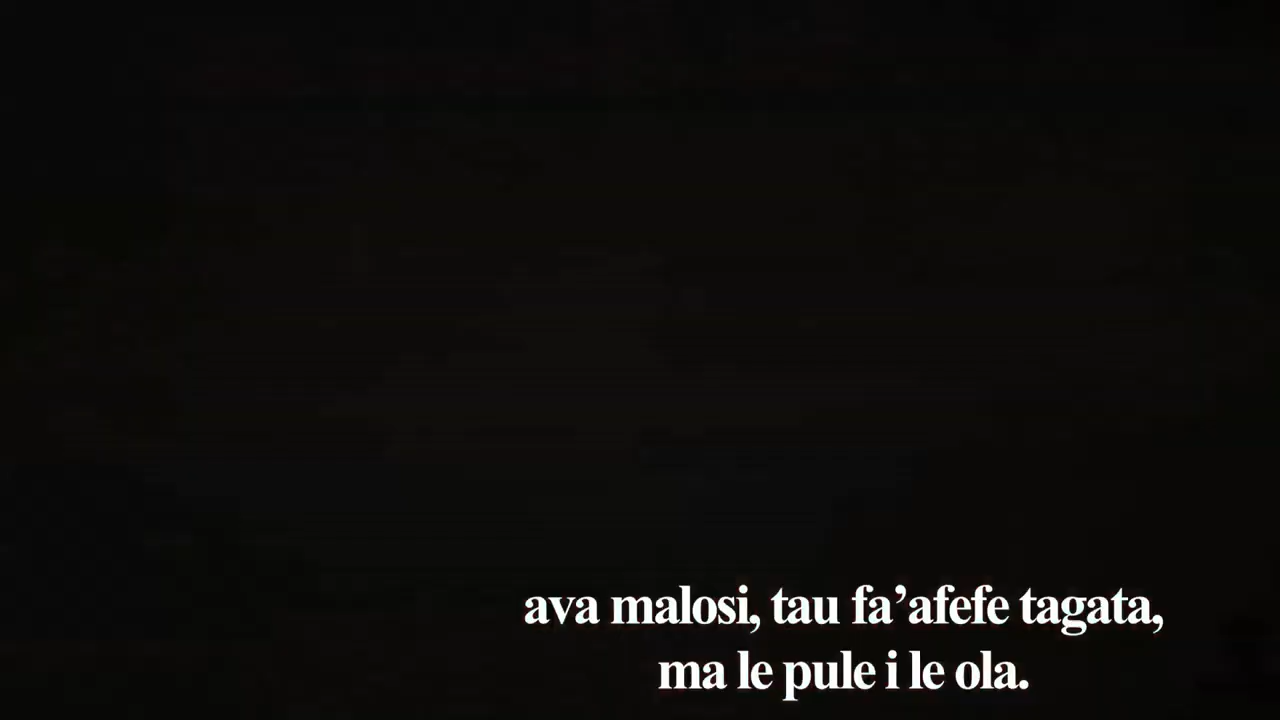 ava malosi, tau fa’afefe tagata,
ma le pule i le ola.